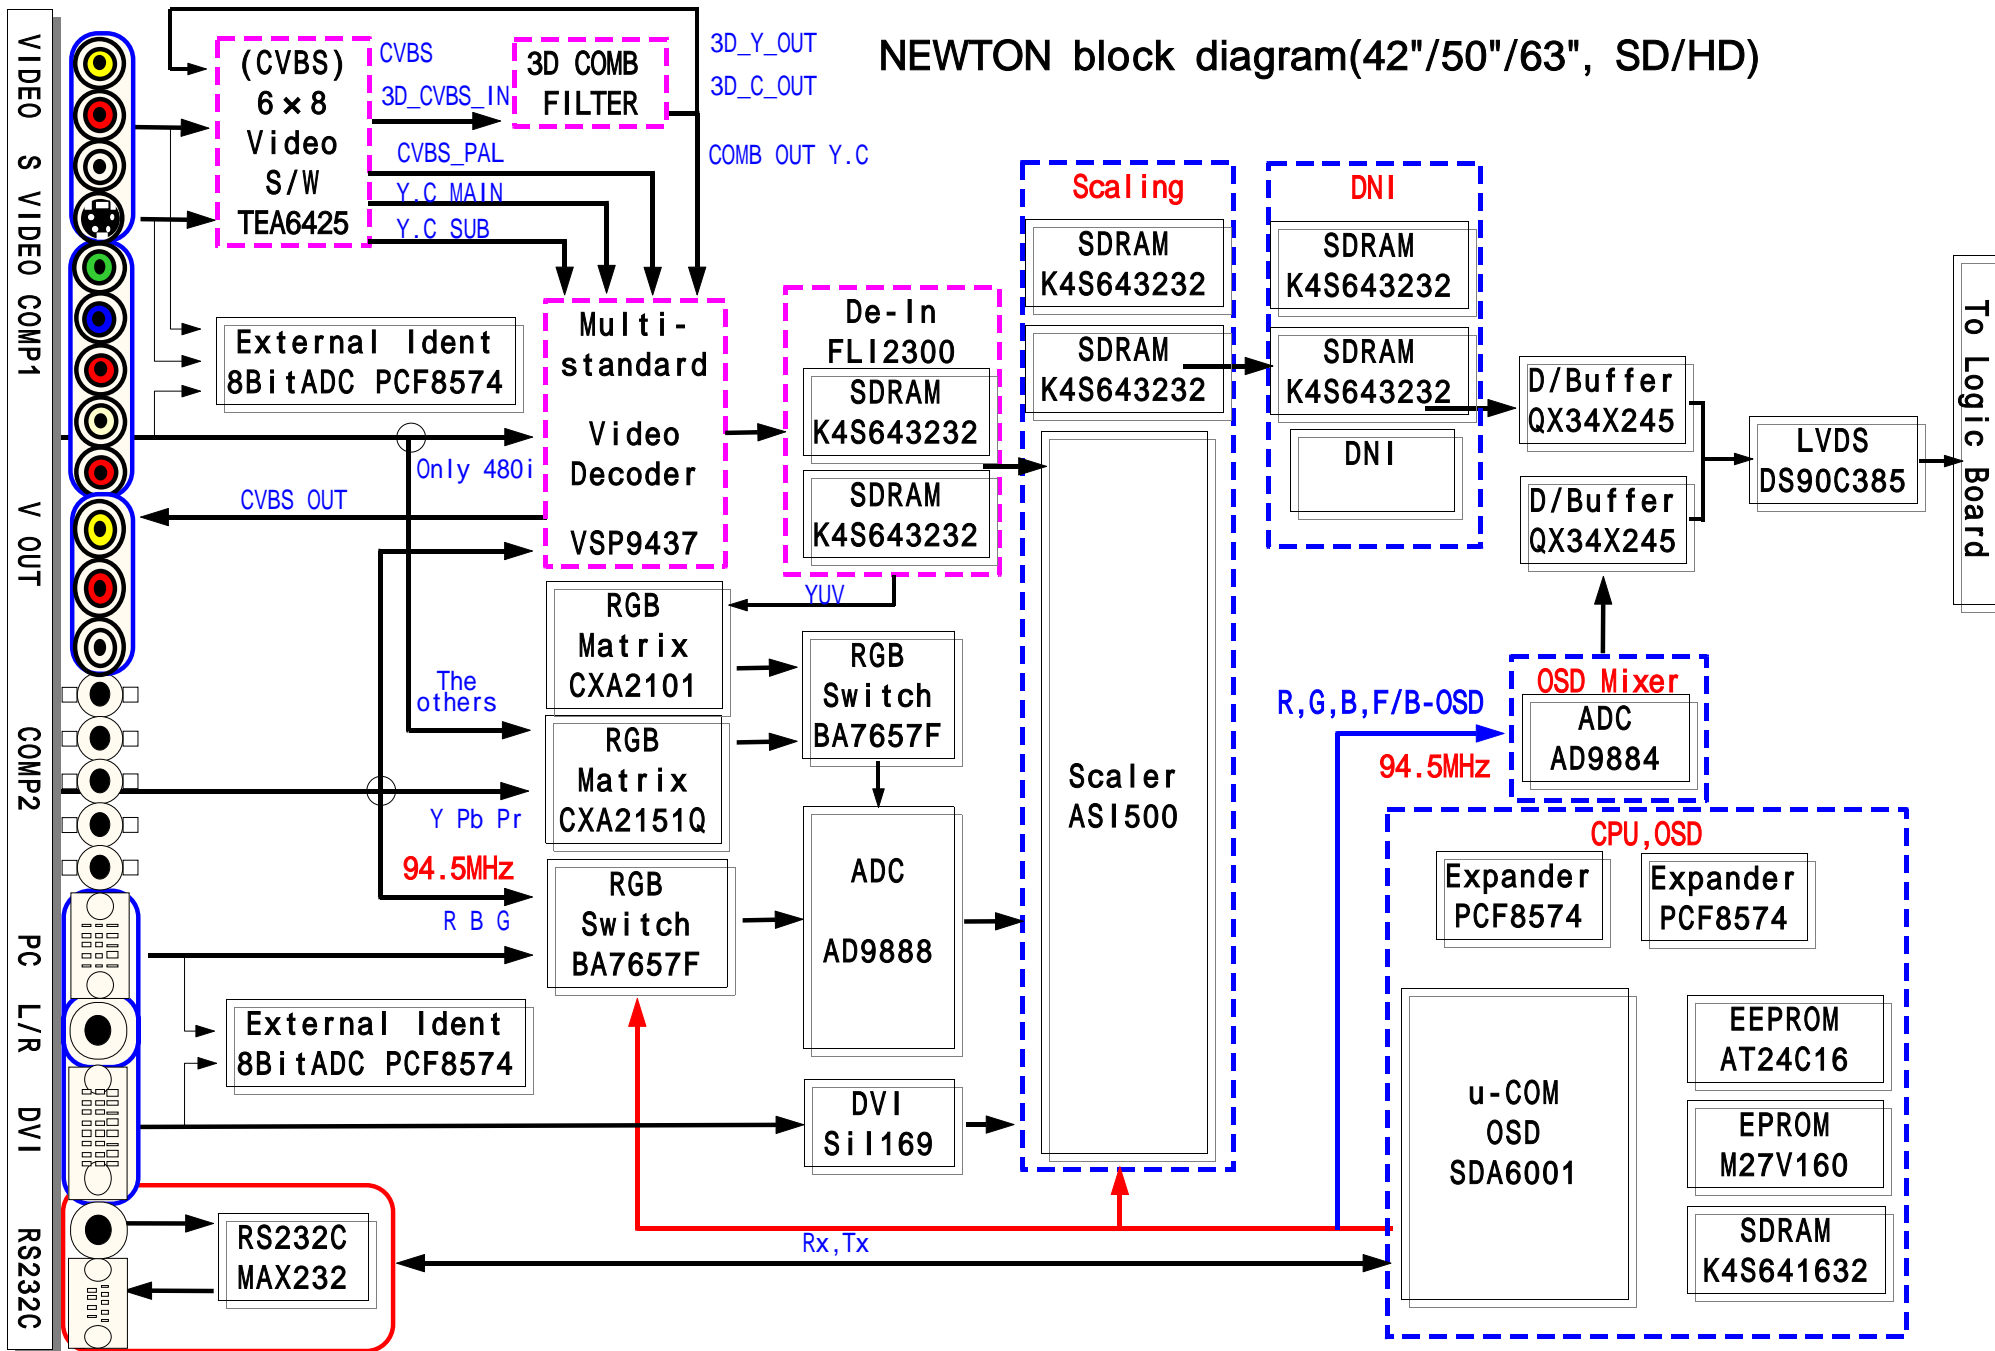 NEWTON block diagram(42"/50"/63", SD/HD)
VIDEO
S VIDEO
COMP1
V OUT
COMP2
PC
L/R
DVI
RS232C
(CVBS)
6×8
Video
S/W
TEA6425
CVBS
3D_CVBS_IN
CVBS_PAL
Y.C MAIN
Y.C SUB
3D COMB
FILTER
3D_Y_OUT
3D_C_OUT
COMB OUT Y.C
External Ident
8BitADC PCF8574
Only 480i
CVBS OUT
Multi-
standard
Video
Decoder
VSP9437
De-In
FLI2300
SDRAM
K4S643232
SDRAM
K4S643232
YUV
Scaling
SDRAM
K4S643232
SDRAM
K4S643232
Scaler
ASI500
DNI
SDRAM
K4S643232
SDRAM
K4S643232
DNI
D/Buffer
QX34X245
D/Buffer
QX34X245
LVDS
DS90C385
To Logic Board
RGB
Matrix
CXA2101
RGB
Switch
BA7657F
The
others
RGB
Matrix
CXA2151Q
Y Pb Pr
94.5MHz
R B G
RGB
Switch
BA7657F
ADC
AD9888
External Ident
8BitADC PCF8574
DVI
SiI169
RS232C
MAX232
Rx,Tx
R,G,B,F/B-OSD
94.5MHz
OSD Mixer
ADC
AD9884
CPU,OSD
Expander
PCF8574
Expander
PCF8574
u-COM
OSD
SDA6001
EEPROM
AT24C16
EPROM
M27V160
SDRAM
K4S641632